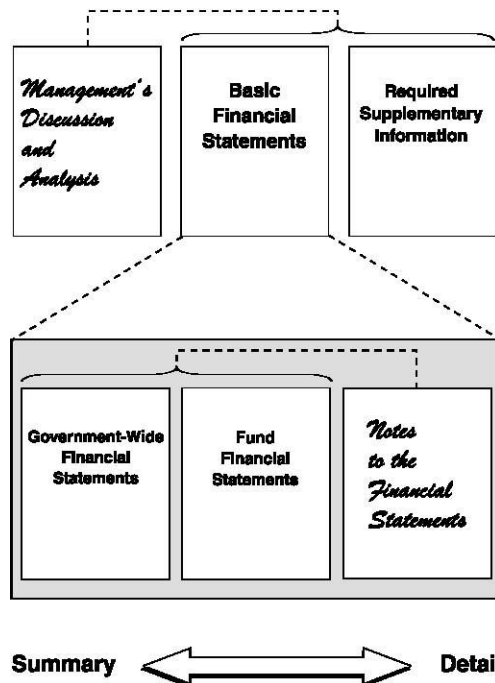 Management's
Discussion
and
Analysis
Basic
Financial
Statements
Required
Supplementary
Information
Government-Wide
Financial
Statements
Fund
Financial
Statements
Notes
to the
Financial
Statements
Summary
Detai